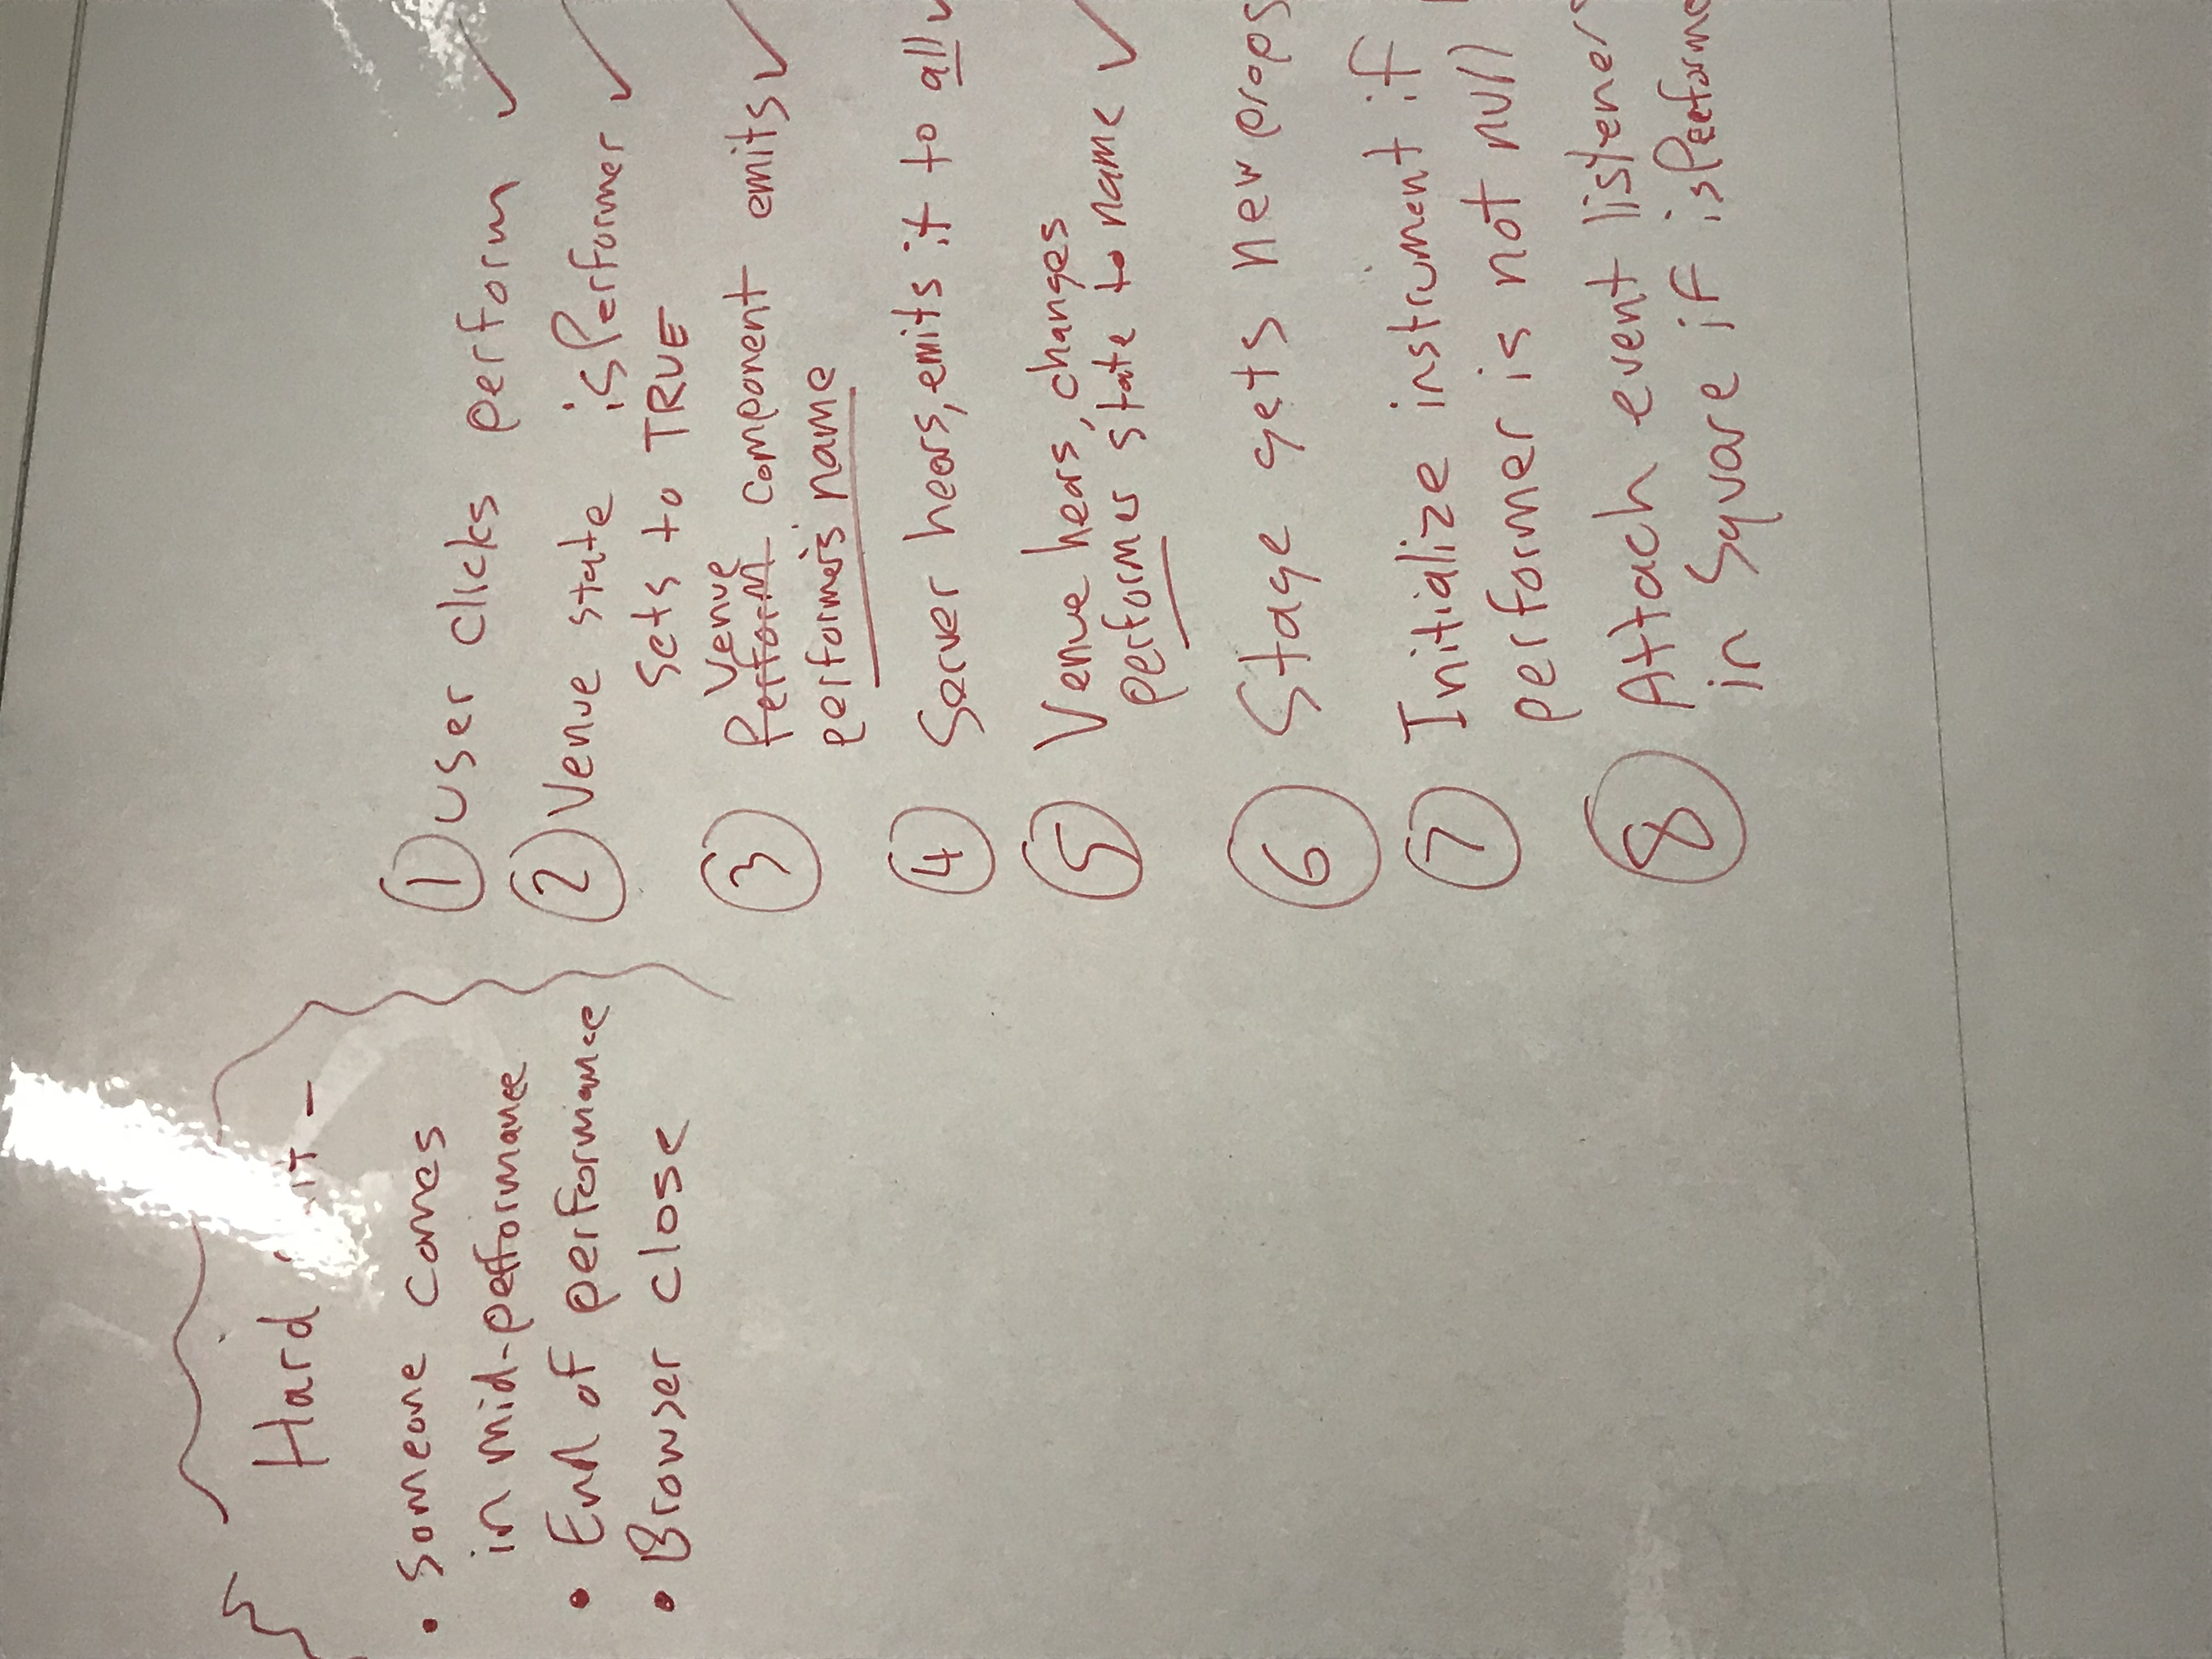 Hard
• Someone comes
in mid-performance
• End of performance
• Browser close
① user clicks perform ✓
② Venue state isPerformer ✓
sets to TRUE
Venue
③ Perform component emits ✓
performer's name
④ Server hears, emits it to all ✓
⑤ Venue hears, changes
performer state to name ✓
⑥ Stage gets new props
⑦ Initialize instrument if
performer is not null
⑧ Attach event listeners
in Square if isPerforme